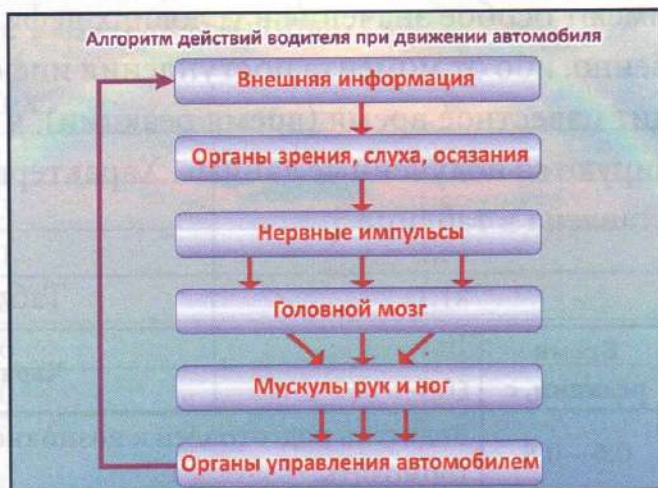 Алгоритм действий водителя при движении автомобиля
Внешняя информация
Органы зрения, слуха, осязания
Нервные импульсы
Головной мозг
Мускулы рук и ног
Органы управления автомобилем